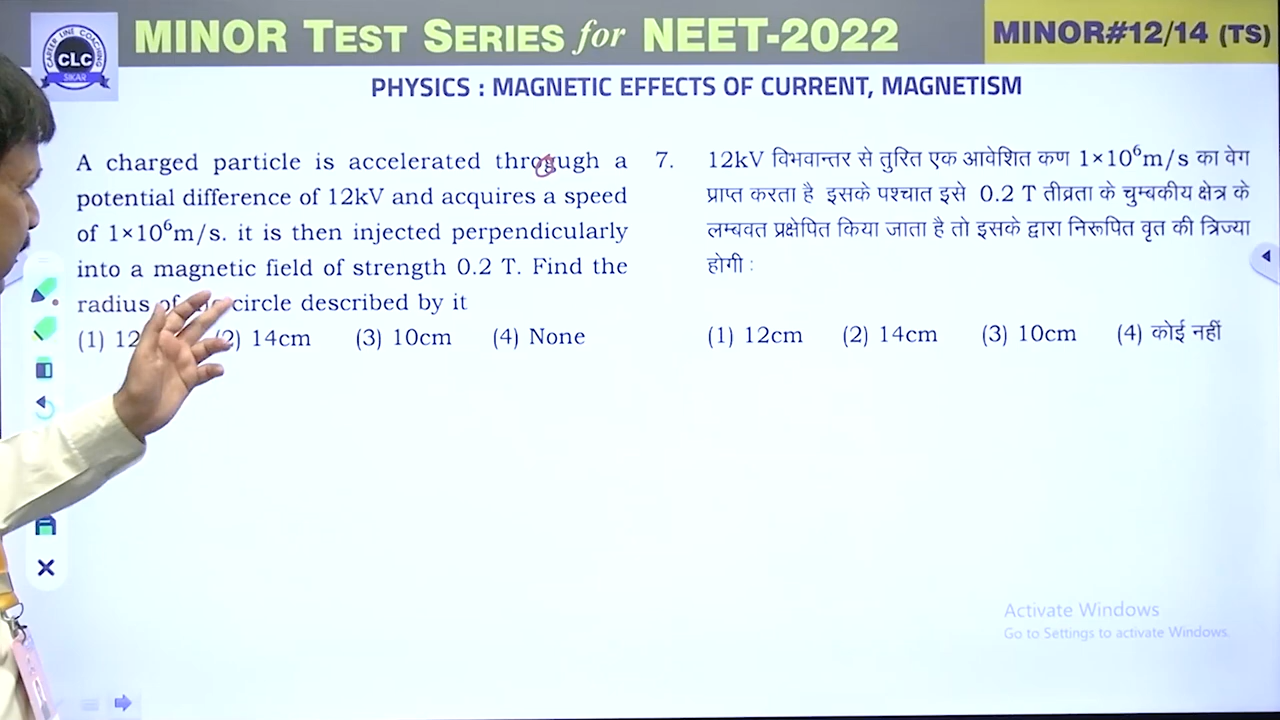 MINOR TEST SERIES for NEET-2022
MINOR#12/14 (TS)
CAREER LINE COACHING
CLC
SIKAR
PHYSICS : MAGNETIC EFFECTS OF CURRENT, MAGNETISM
A charged particle is accelerated through a
potential difference of 12kV and acquires a speed
of 1×10⁶m/s. it is then injected perpendicularly
into a magnetic field of strength 0.2 T. Find the
radius of circle described by it
(1) 12 (2) 14cm (3) 10cm (4) None
7. 12kV विभवान्तर से तुरित एक आवेशित कण 1×10⁶m/s का वेग
प्राप्त करता है इसके पश्चात इसे 0.2 T तीव्रता के चुम्बकीय क्षेत्र के
लम्बवत प्रक्षेपित किया जाता है तो इसके द्वारा निरूपित वृत की त्रिज्या
होगी :
(1) 12cm (2) 14cm (3) 10cm (4) कोई नहीं
Activate Windows
Go to Settings to activate Windows.